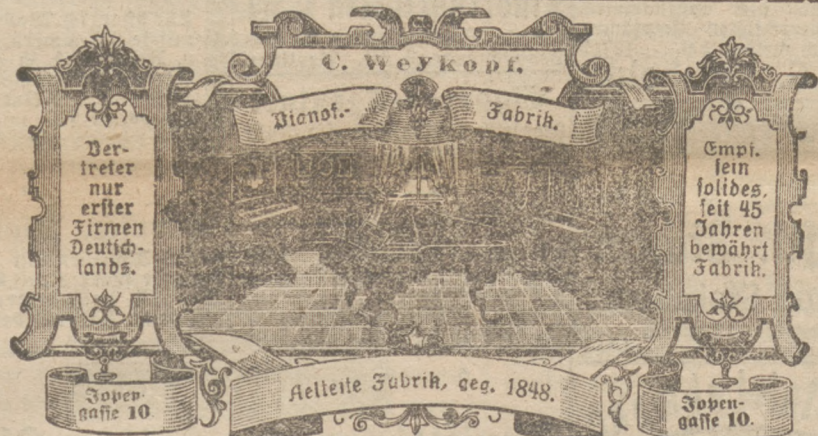 C. Weykopf.
Pianof.- Fabrik.
Ver-
treter
nur
erster
Firmen
Deutsch-
lands.
Empf.
sein
solides,
seit 45
Jahren
bewährt
Fabrik.
Jopen-
gasse 10
Aelteste Fabrik, geg. 1848.
Jopen-
gasse 10.